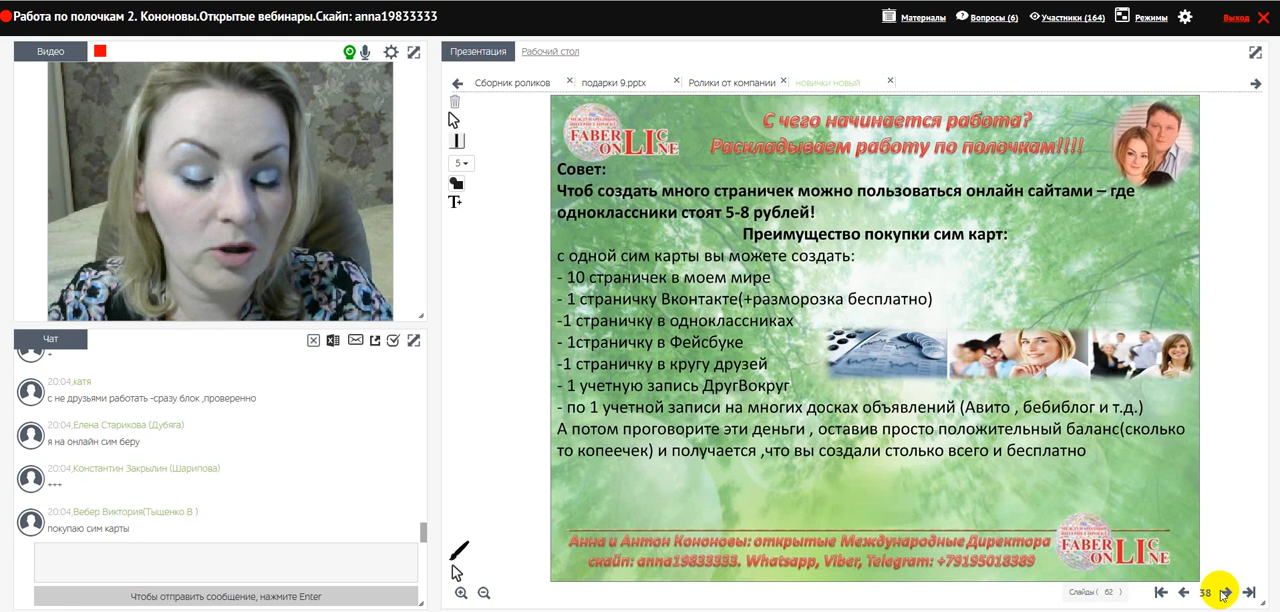 Работа по полочкам 2. Кононовы.Открытые вебинары.Скайп: anna19833333
Материалы
Вопросы (6)
Участники (164)
Режимы
Выход
Видео
Презентация
Рабочий стол
Сборник роликов
подарки 9.pptx
Ролики от компании
новички новый
5
T+
МЕЖДУНАРОДНЫЙ
ИНТЕРНЕТ-ПРОЕКТ
FABERLIC
ONLINE
С чего начинается работа?
Раскладываем работу по полочкам!!!!
Совет:
Чтоб создать много страничек можно пользоваться онлайн сайтами – где
одноклассники стоят 5-8 рублей!
Преимущество покупки сим карт:
с одной сим карты вы можете создать:
- 10 страничек в моем мире
- 1 страничку Вконтакте(+разморозка бесплатно)
-1 страничку в одноклассниках
- 1страничку в Фейсбуке
-1 страничку в кругу друзей
- 1 учетную запись ДругВокруг
- по 1 учетной записи на многих досках объявлений (Авито , бебиблог и т.д.)
А потом проговорите эти деньги , оставив просто положительный баланс(сколько
то копеечек) и получается ,что вы создали столько всего и бесплатно
Анна и Антон Кононовы: открытые Международные Директора
скайп: anna19833333. Whatsapp, Viber, Telegram: +79195018389
FABERLIC
ONLINE
Слайды ( 62 )
38
Чат
+
20:04,катя
с не друзьями работать -сразу блок ,проверенно
20:04,Елена Старикова (Дубяга)
я на онлайн сим беру
20:04,Константин Закрылин (Шарипова)
+++
20:04,Вебер Виктория(Тыщенко В )
покупаю сим карты
Чтобы отправить сообщение, нажмите Enter